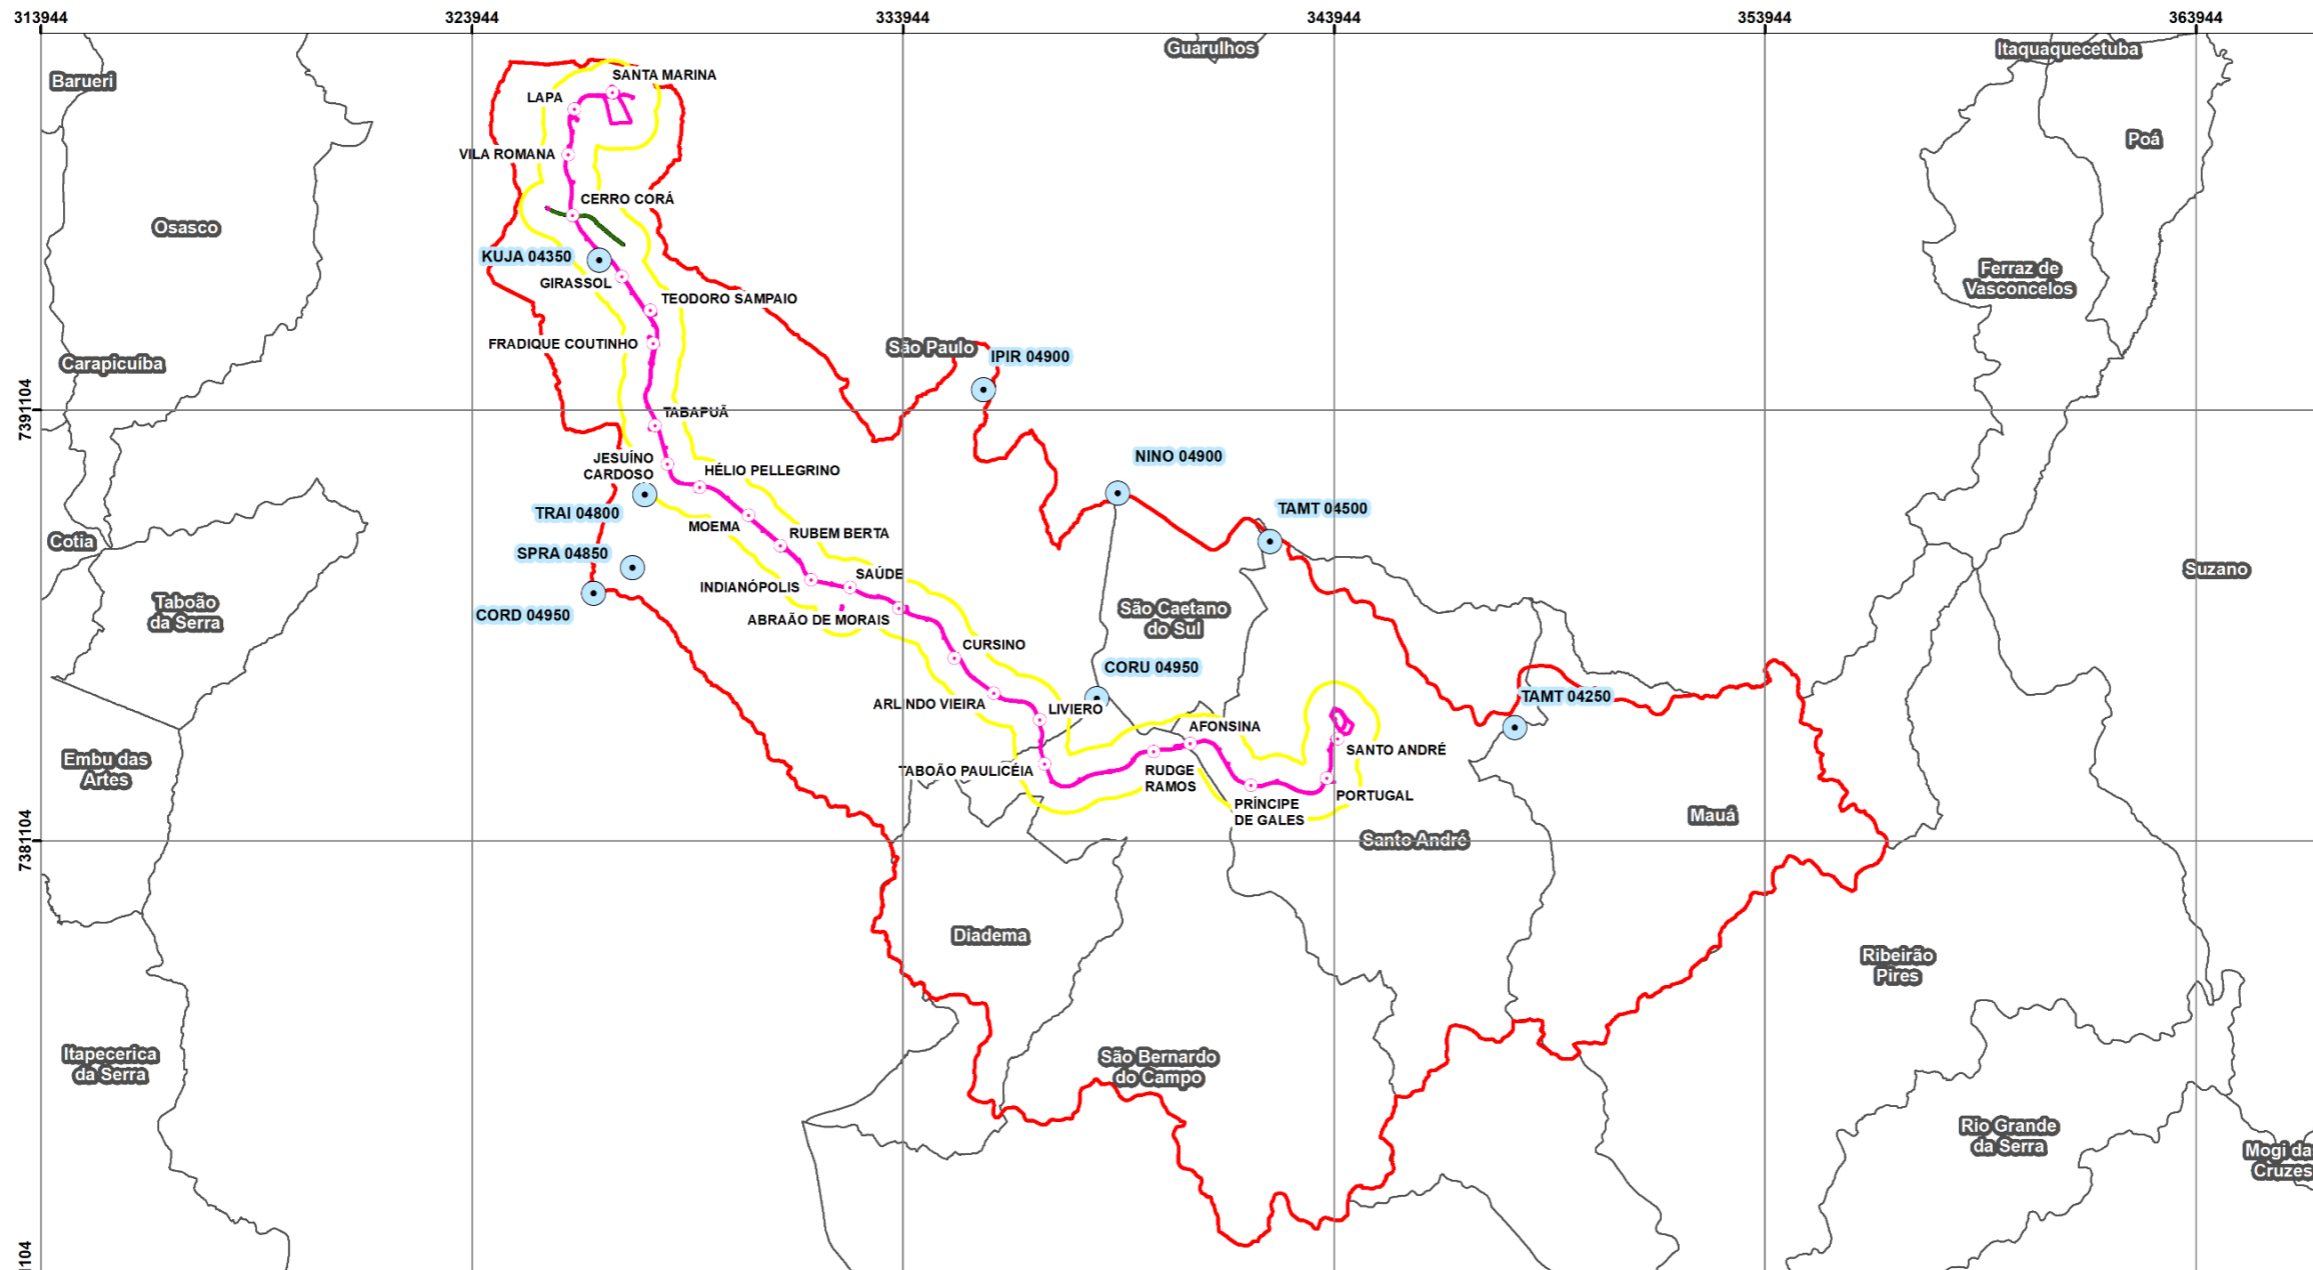 313944
323944
333944
343944
353944
363944
Guarulhos
Itaquaquecetuba
Barueri
SANTA MARINA
LAPA
Poá
VILA ROMANA
CERRO CORÁ
Osasco
KUJA 04350
GIRASSOL
Ferraz de
Vasconcelos
TEODORO SAMPAIO
FRADIQUE COUTINHO
São Paulo
IPIR 04900
Carapicuíba
7391104
TABAPUÃ
JESUÍNO
CARDOSO
HÉLIO PELLEGRINO
NINO 04900
TRAI 04800
MOEMA
RUBEM BERTA
TAMT 04500
Cotia
SPRA 04850
INDIANÓPOLIS
SAÚDE
Suzano
Taboão
da Serra
CORD 04950
ABRAÃO DE MORAIS
São Caetano
do Sul
CURSINO
CORU 04950
ARLINDO VIEIRA
LIVIERO
TAMT 04250
AFONSINA
SANTO ANDRÉ
Embu das
Artes
TABOÃO PAULICÉIA
RUDGE
RAMOS
PORTUGAL
PRÍNCIPE
DE GALES
Mauá
7381104
Santo André
Diadema
Ribeirão
Pires
Itapecerica
da Serra
São Bernardo
do Campo
Rio Grande
da Serra
Mogi da
Cruzes
104